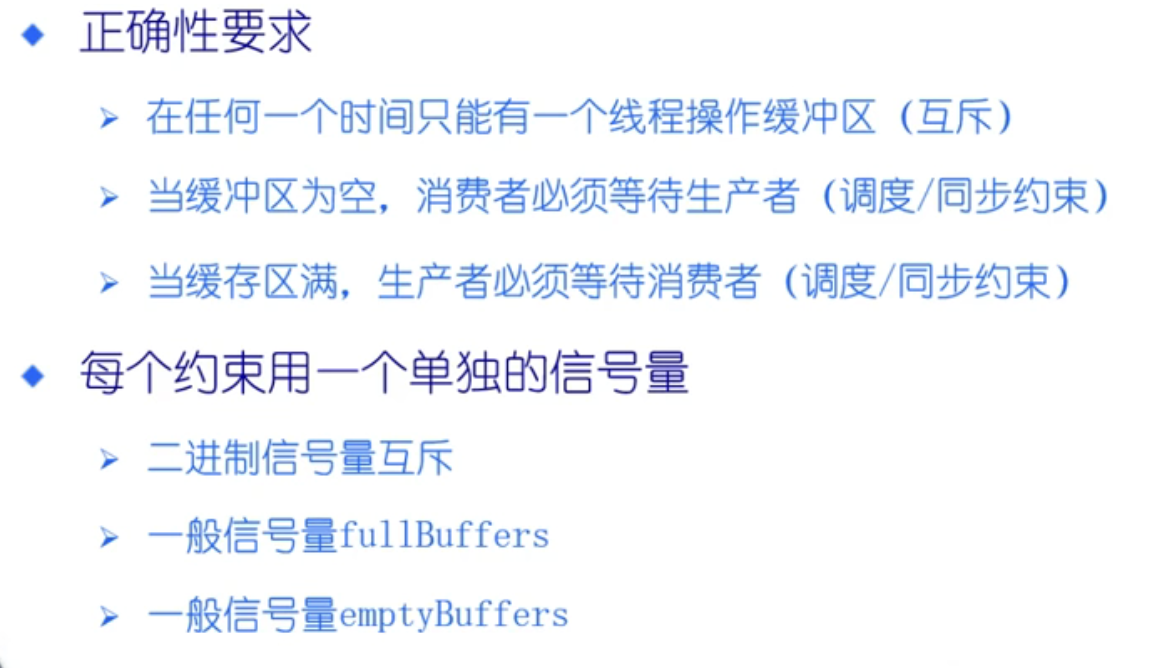 正确性要求
在任何一个时间只能有一个线程操作缓冲区（互斥）
当缓冲区为空，消费者必须等待生产者（调度/同步约束）
当缓存区满，生产者必须等待消费者（调度/同步约束）
每个约束用一个单独的信号量
二进制信号量互斥
一般信号量fullBuffers
一般信号量emptyBuffers